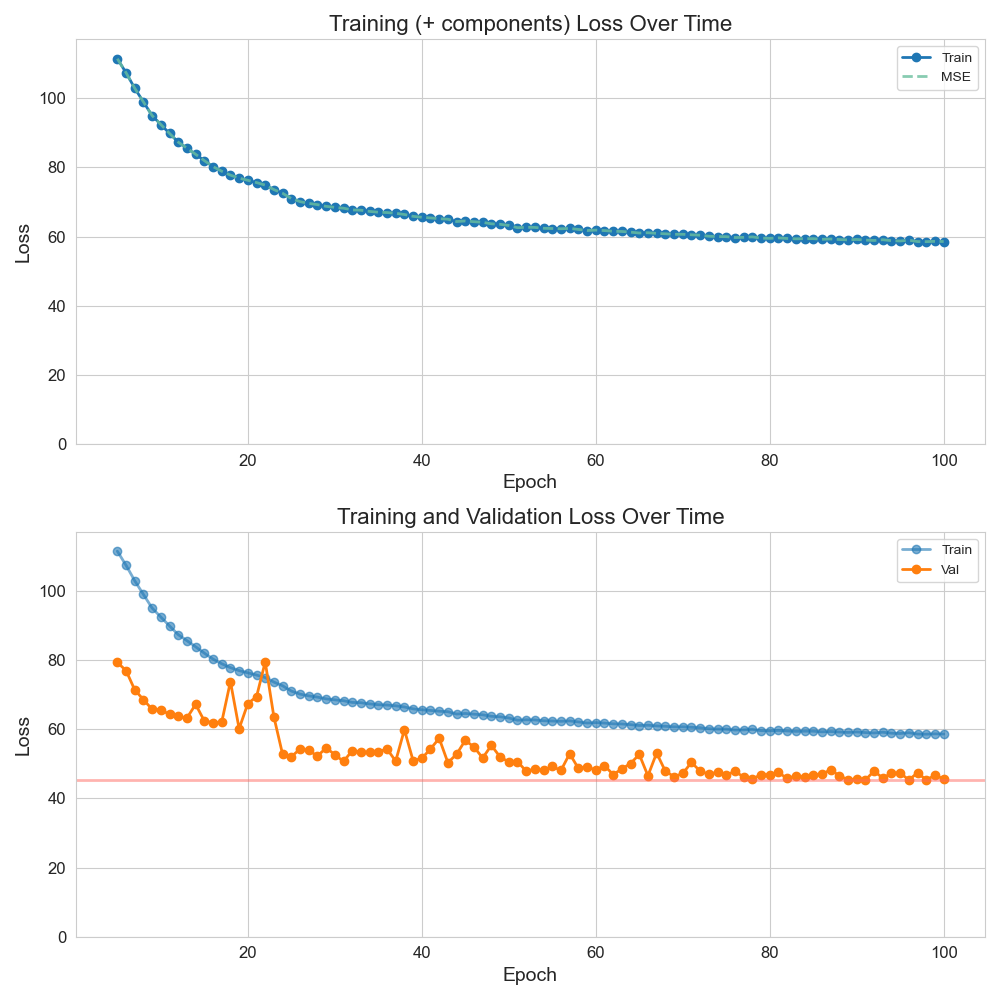 Training (+ components) Loss Over Time
Train
MSE
100
80
60
40
20
0
Loss
20 40 60 80 100
Epoch
Training and Validation Loss Over Time
Train
Val
100
80
60
40
20
0
Loss
20 40 60 80 100
Epoch